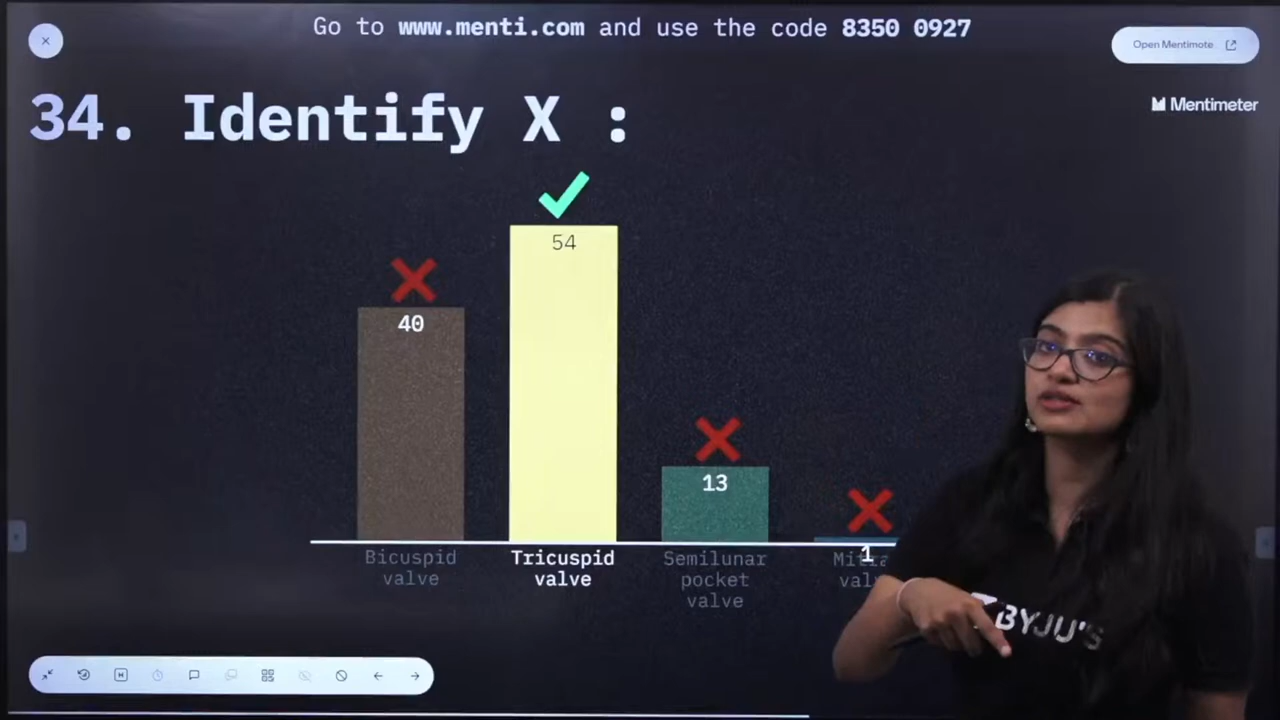 Go to www.menti.com and use the code 8350 0927
Open Mentimote
Mentimeter
34. Identify X :
54
40
13
1
Bicuspid
valve
Tricuspid
valve
Semilunar
pocket
valve
BYJU'S